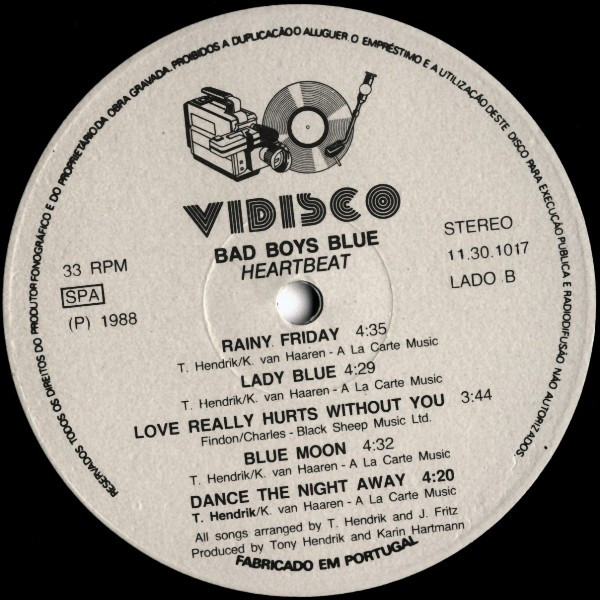 RESERVADOS TODOS OS DIREITOS DO PRODUTOR FONOGRÁFICO E DO PROPRIETÁRIO DA OBRA GRAVADA. PROIBIDOS A DUPLICAÇÃO O ALUGUER. O EMPRÉSTIMO E A UTILIZAÇÃO DESTE DISCO PARA EXECUÇÃO PUBLICA E RADIODIFUSÃO NÃO AUTORIZADOS.
VIDISCO
BAD BOYS BLUE
HEARTBEAT
33 RPM
SPA
(P) 1988
STEREO
11.30.1017
LADO B
RAINY FRIDAY 4:35
T. Hendrik/K. van Haaren - A La Carte Music
LADY BLUE 4:29
T. Hendrik/K. van Haaren - A La Carte Music
LOVE REALLY HURTS WITHOUT YOU 3:44
Findon/Charles - Black Sheep Music Ltd.
BLUE MOON 4:32
T. Hendrik/K. van Haaren - A La Carte Music
DANCE THE NIGHT AWAY 4:20
T. Hendrik/K. van Haaren - A La Carte Music
All songs arranged by T. Hendrik and J. Fritz
Produced by Tony Hendrik and Karin Hartmann
FABRICADO EM PORTUGAL